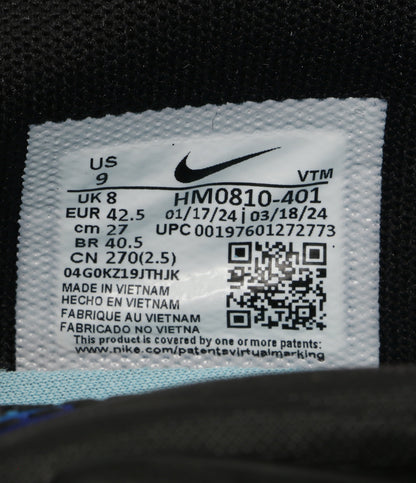 US
9
VTM
UK 8
HM0810-401
EUR 42.5
01/17/24 | 03/18/24
cm 27
UPC 00197601272773
BR 40.5
CN 270(2.5)
04G0KZ19JTHJK
MADE IN VIETNAM
HECHO EN VIETNAM
FABRIQUE AU VIETNAM
FABRICADO NO VIETNA
This product is covered by one or more patents:
www.nike.com/patentsvirtualmarking